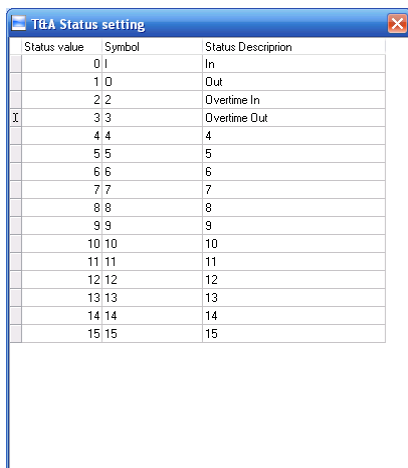 T&A Status setting
Status value Symbol Status Descriprion
0 I In
1 O Out
2 2 Overtime In
3 3 Overtime Out
4 4 4
5 5 5
6 6 6
7 7 7
8 8 8
9 9 9
10 10 10
11 11 11
12 12 12
13 13 13
14 14 14
15 15 15